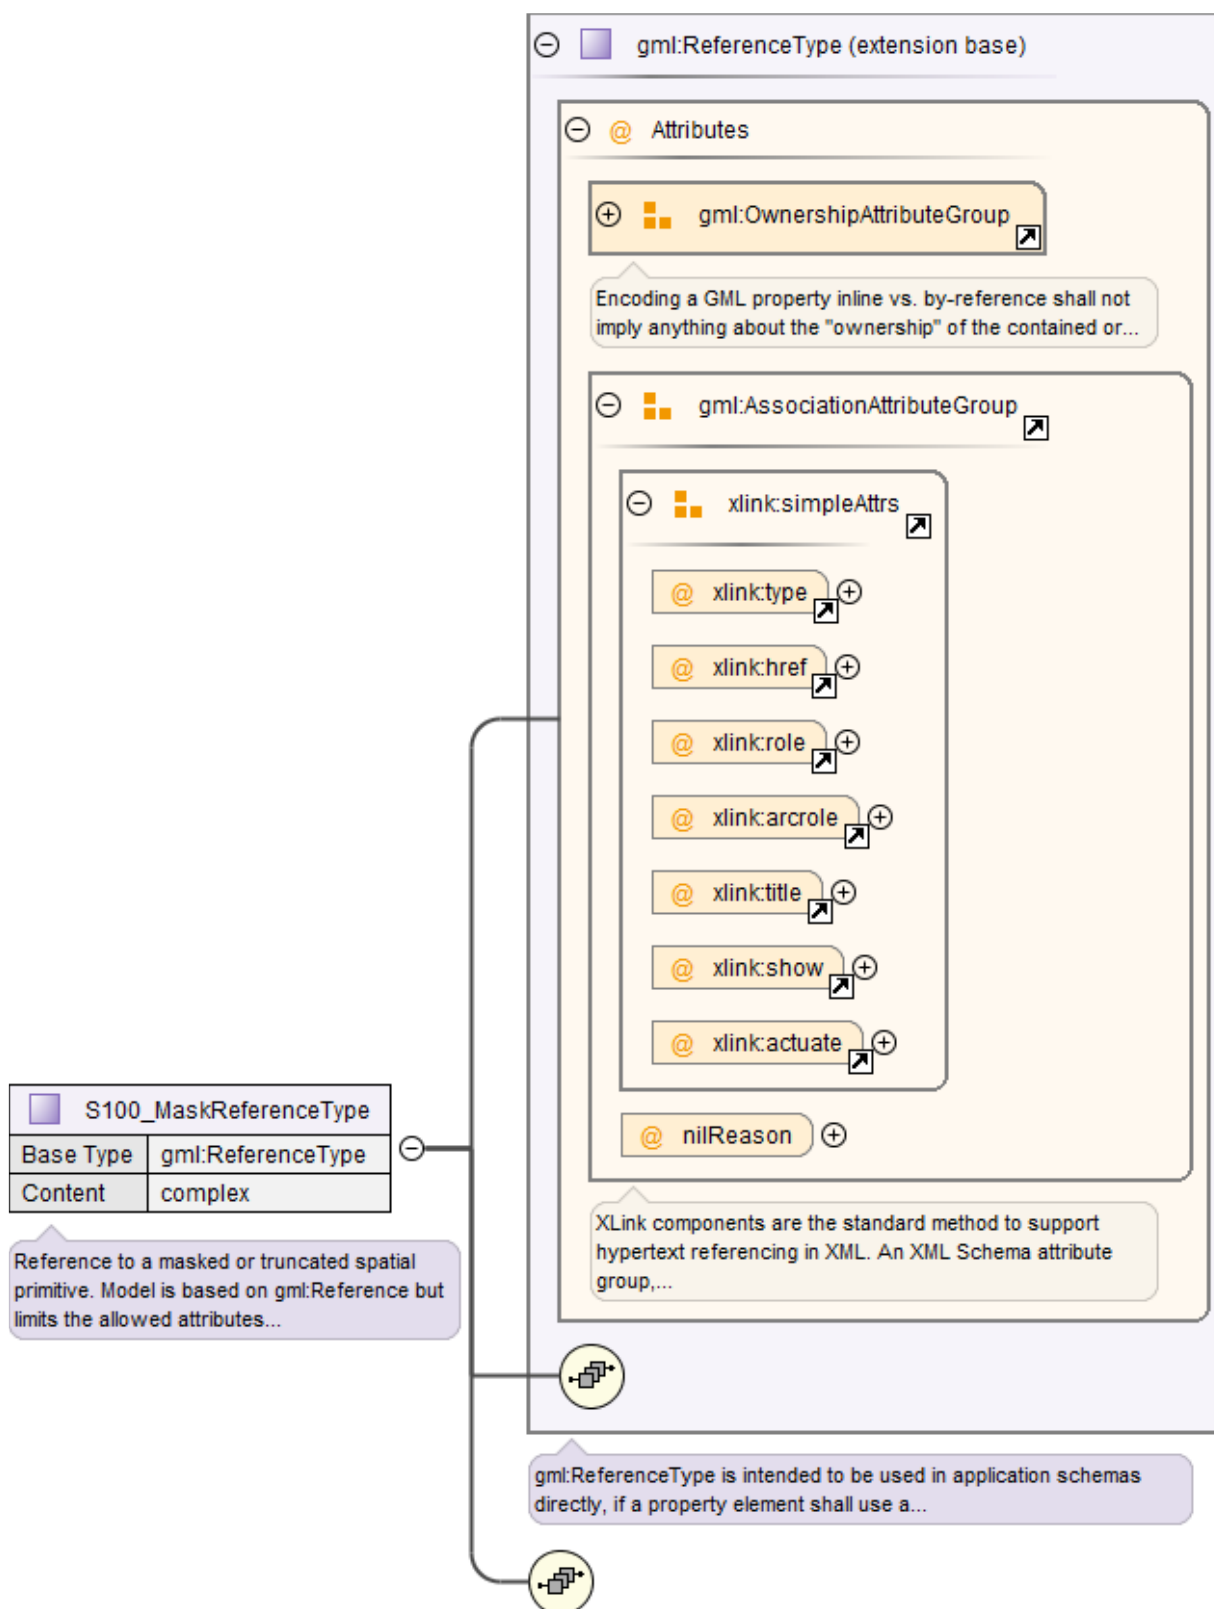 gml:ReferenceType (extension base)
@ Attributes
gml:OwnershipAttributeGroup
Encoding a GML property inline vs. by-reference shall not
imply anything about the "ownership" of the contained or...
gml:AssociationAttributeGroup
xlink:simpleAttrs
@ xlink:type
@ xlink:href
@ xlink:role
@ xlink:arcrole
@ xlink:title
@ xlink:show
@ xlink:actuate
@ nilReason
XLink components are the standard method to support
hypertext referencing in XML. An XML Schema attribute
group,...
S100_MaskReferenceType
Base Type gml:ReferenceType
Content complex
Reference to a masked or truncated spatial
primitive. Model is based on gml:Reference but
limits the allowed attributes...
gml:ReferenceType is intended to be used in application schemas
directly, if a property element shall use a...